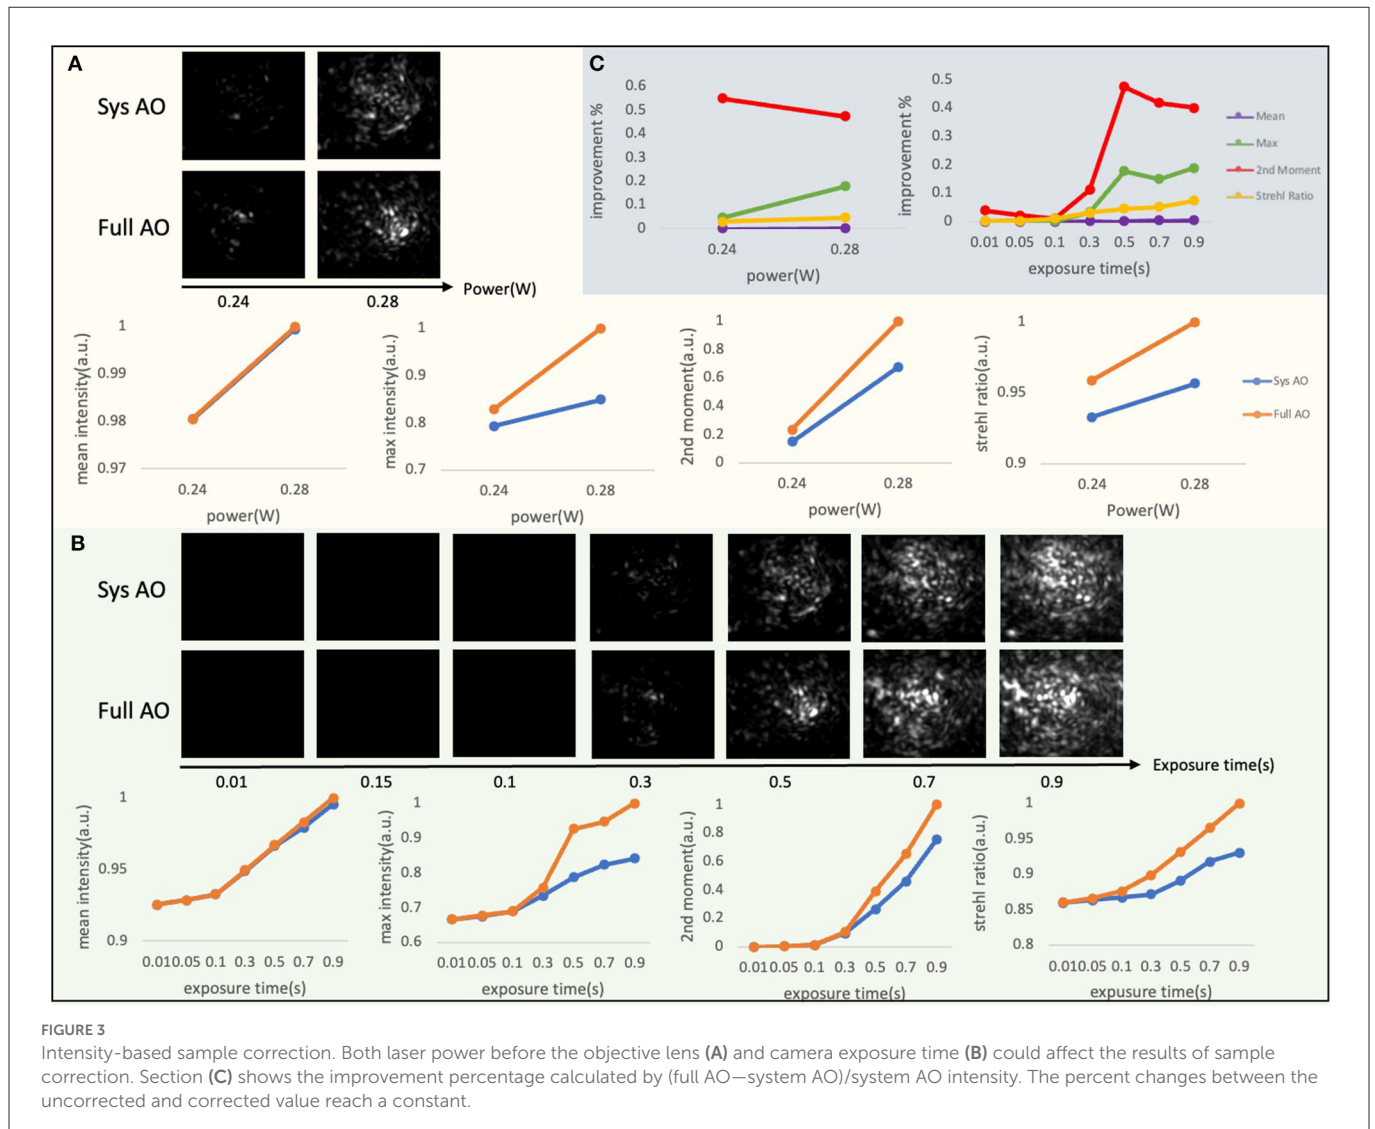 A
Sys AO
Full AO
0.24 0.28 Power(W)
C
improvement %
0.6
0.5
0.4
0.3
0.2
0.1
0
0.24 0.28
power(W)
improvement %
0.5
0.4
0.3
0.2
0.1
0
0.01 0.05 0.1 0.3 0.5 0.7 0.9
exposure time(s)
Mean
Max
2nd Moment
Strehl Ratio
mean intensity(a.u.)
1
0.99
0.98
0.97
0.24 0.28
power(W)
max intensity(a.u.)
1
0.9
0.8
0.7
0.24 0.28
power(W)
2nd moment(a.u.)
1
0.8
0.6
0.4
0.2
0
0.24 0.28
power(W)
strehl ratio(a.u.)
1
0.95
0.9
0.24 0.28
Power(W)
Sys AO
Full AO
B
Sys AO
Full AO
0.01 0.15 0.1 0.3 0.5 0.7 0.9 Exposure time(s)
mean intensity(a.u.)
1
0.95
0.9
0.01 0.05 0.1 0.3 0.5 0.7 0.9
exposure time(s)
max intensity(a.u.)
1
0.9
0.8
0.7
0.6
0.01 0.05 0.1 0.3 0.5 0.7 0.9
exposure time(s)
2nd moment(a.u.)
1
0.8
0.6
0.4
0.2
0
0.01 0.05 0.1 0.3 0.5 0.7 0.9
exposure time(s)
strehl ratio(a.u.)
1
0.95
0.9
0.85
0.8
0.01 0.05 0.1 0.3 0.5 0.7 0.9
expusure time(s)
FIGURE 3
Intensity-based sample correction. Both laser power before the objective lens (A) and camera exposure time (B) could affect the results of sample
correction. Section (C) shows the improvement percentage calculated by (full AO—system AO)/system AO intensity. The percent changes between the
uncorrected and corrected value reach a constant.